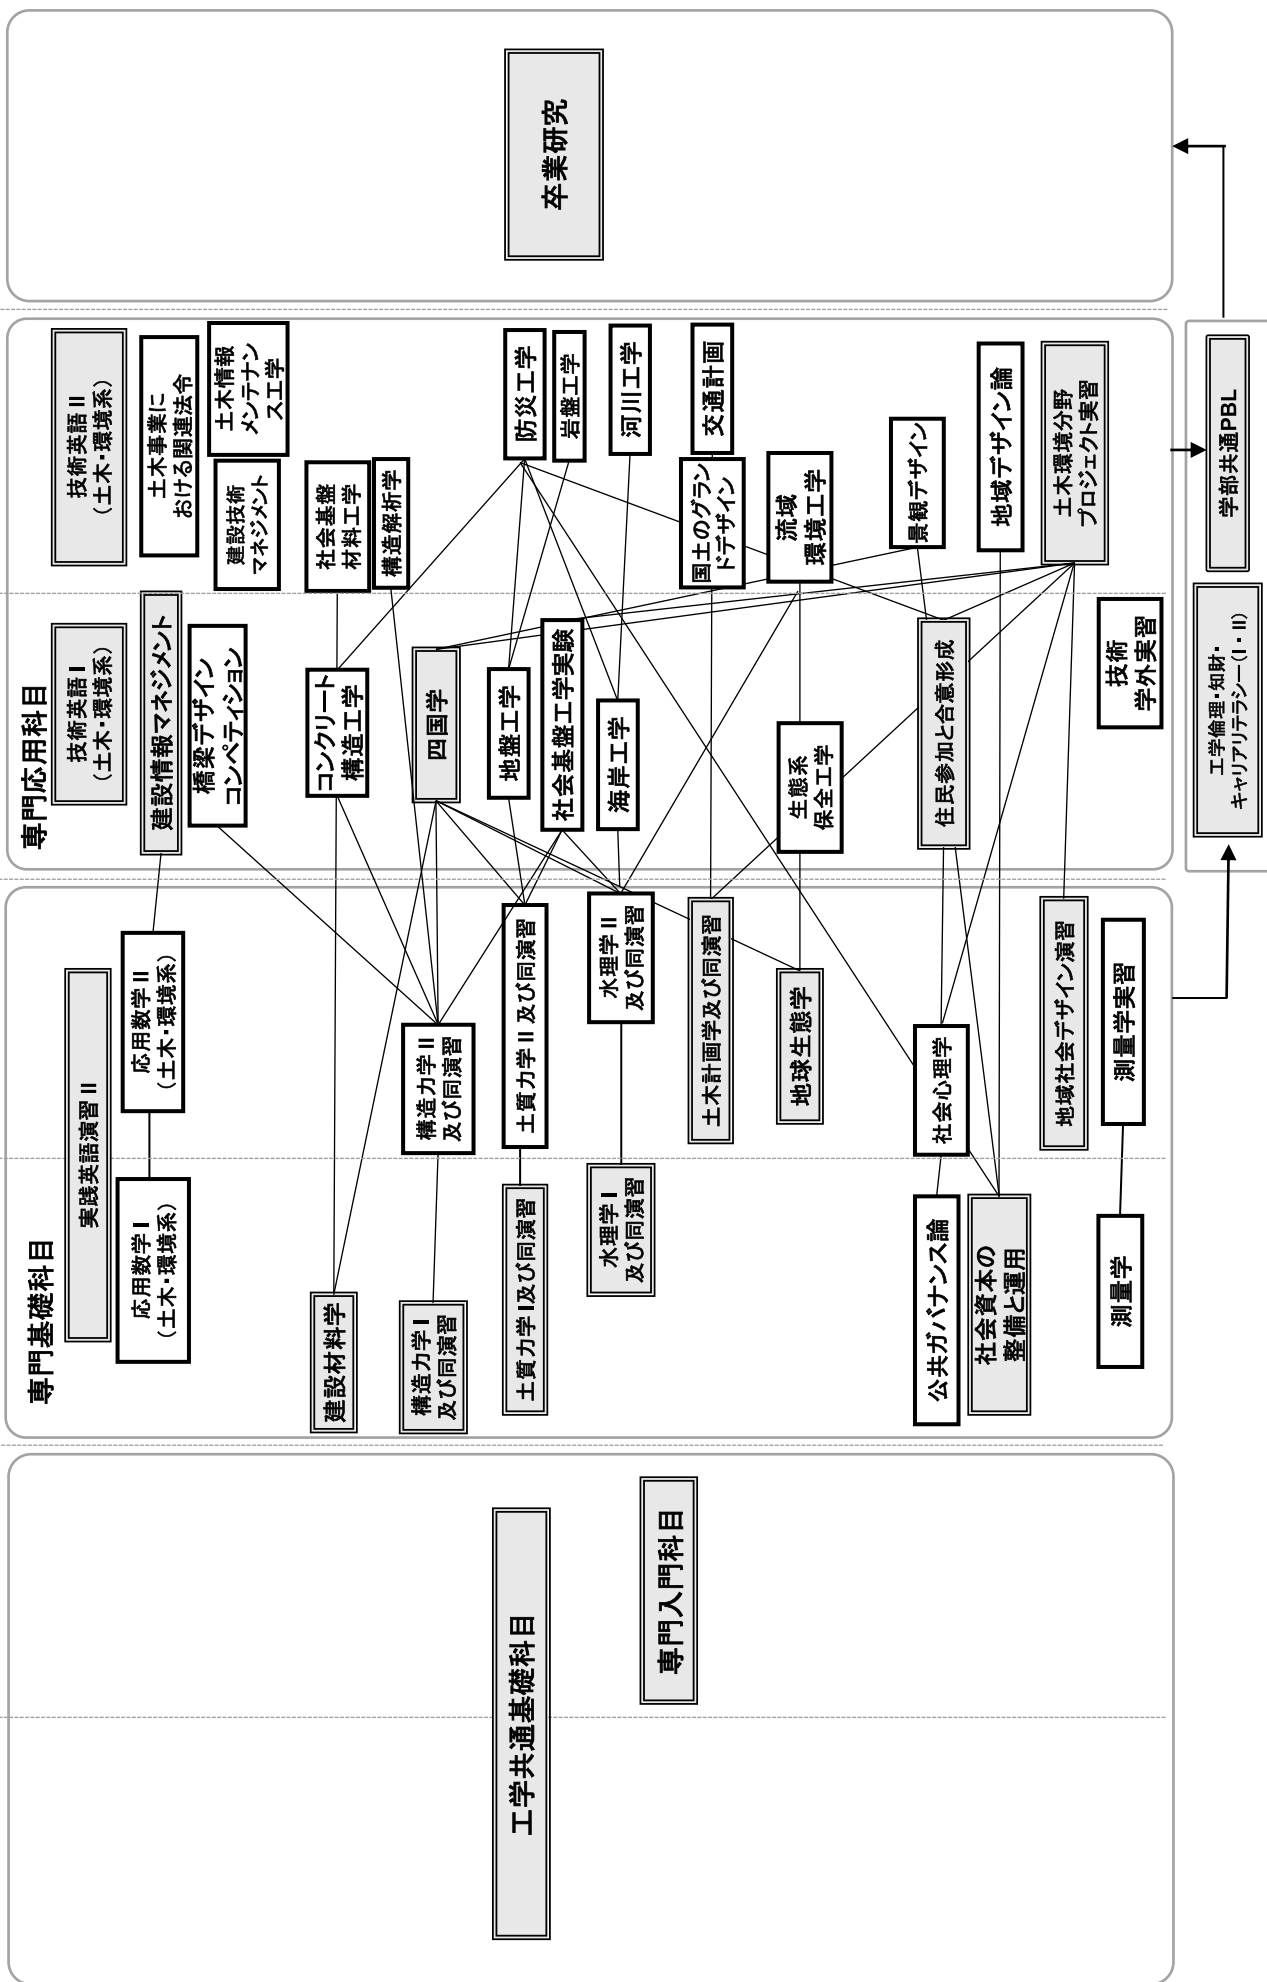 工学共通基礎科目
専門入門科目
専門基礎科目
実践英語演習Ⅱ
応用数学Ⅰ
（土木・環境系）
応用数学Ⅱ
（土木・環境系）
建設材料学
構造力学Ⅰ
及び同演習
構造力学Ⅱ
及び同演習
土質力学Ⅰ及び同演習
土質力学Ⅱ及び同演習
水理学Ⅰ
及び同演習
水理学Ⅱ
及び同演習
土木計画学及び同演習
地球生態学
公共ガバナンス論
社会心理学
社会資本の
整備と運用
地域社会デザイン演習
測量学
測量学実習
専門応用科目
技術英語Ⅰ
（土木・環境系）
技術英語Ⅱ
（土木・環境系）
建設情報マネジメント
土木事業に
おける関連法令
橋梁デザイン
コンペティション
建設技術
マネジメント
土木情報
メンテナン
ス工学
コンクリート
構造工学
社会基盤
材料工学
構造解析学
四国学
地盤工学
防災工学
社会基盤工学実験
岩盤工学
海岸工学
河川工学
国土のグラン
ドデザイン
交通計画
生態系
保全工学
流域
環境工学
住民参加と合意形成
景観デザイン
地域デザイン論
土木環境分野
プロジェクト実習
技術
学外実習
工学倫理・知財・
キャリアリテラシー(Ⅰ・Ⅱ)
学部共通PBL
卒業研究